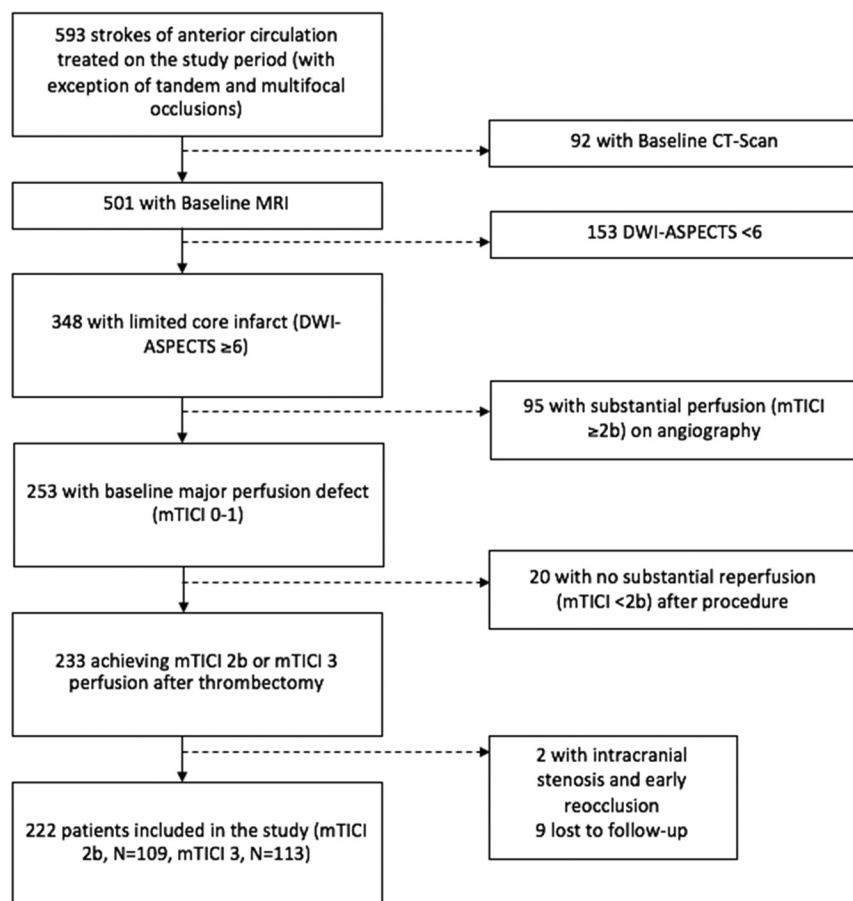 593 strokes of anterior circulation
treated on the study period (with
exception of tandem and multifocal
occlusions)
92 with Baseline CT-Scan
501 with Baseline MRI
153 DWI-ASPECTS <6
348 with limited core infarct (DWI-
ASPECTS ≥6)
95 with substantial perfusion (mTICI
≥2b) on angiography
253 with baseline major perfusion defect
(mTICI 0-1)
20 with no substantial reperfusion
(mTICI <2b) after procedure
233 achieving mTICI 2b or mTICI 3
perfusion after thrombectomy
2 with intracranial
stenosis and early
reocclusion
9 lost to follow-up
222 patients included in the study (mTICI
2b, N=109, mTICI 3, N=113)